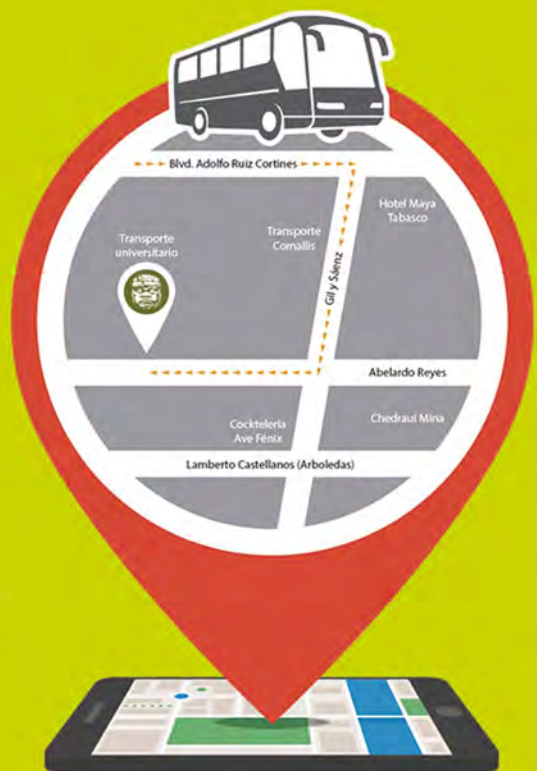 Blvd. Adolfo Ruiz Cortines
Hotel Maya
Tabasco
Transporte
Comallis
Transporte
universitario
Gil y Sáenz
Abelardo Reyes
Cocktelería
Ave Fénix
Chedraui Mina
Lamberto Castellanos (Arboledas)